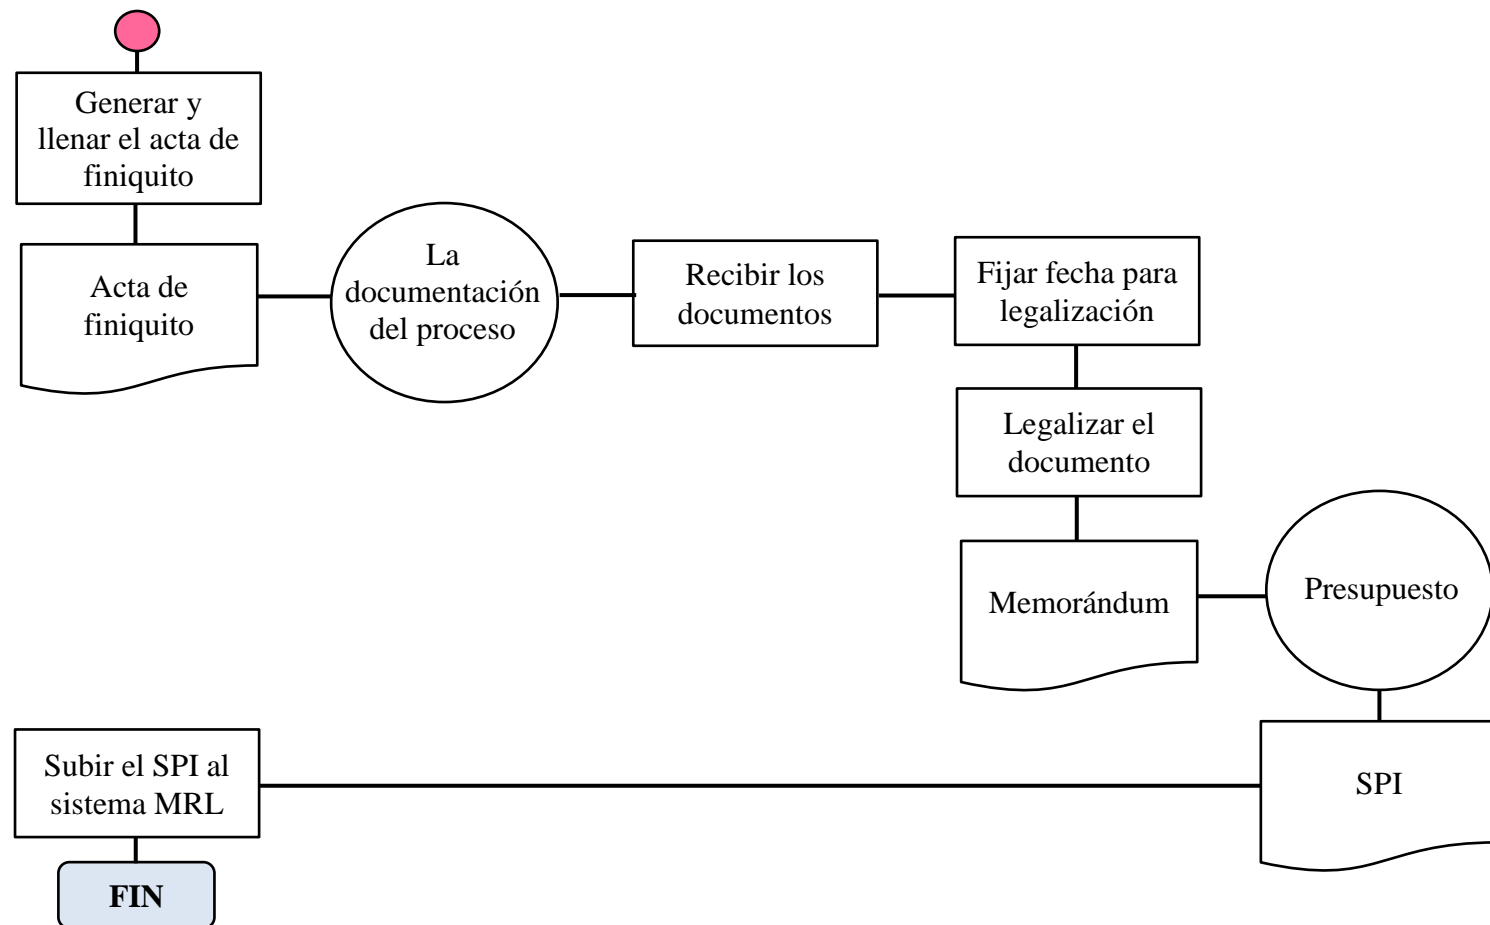 Generar y
llenar el acta de
finiquito
Acta de
finiquito
La
documentación
del proceso
Recibir los
documentos
Fijar fecha para
legalización
Legalizar el
documento
Memorándum
Presupuesto
SPI
Subir el SPI al
sistema MRL
FIN